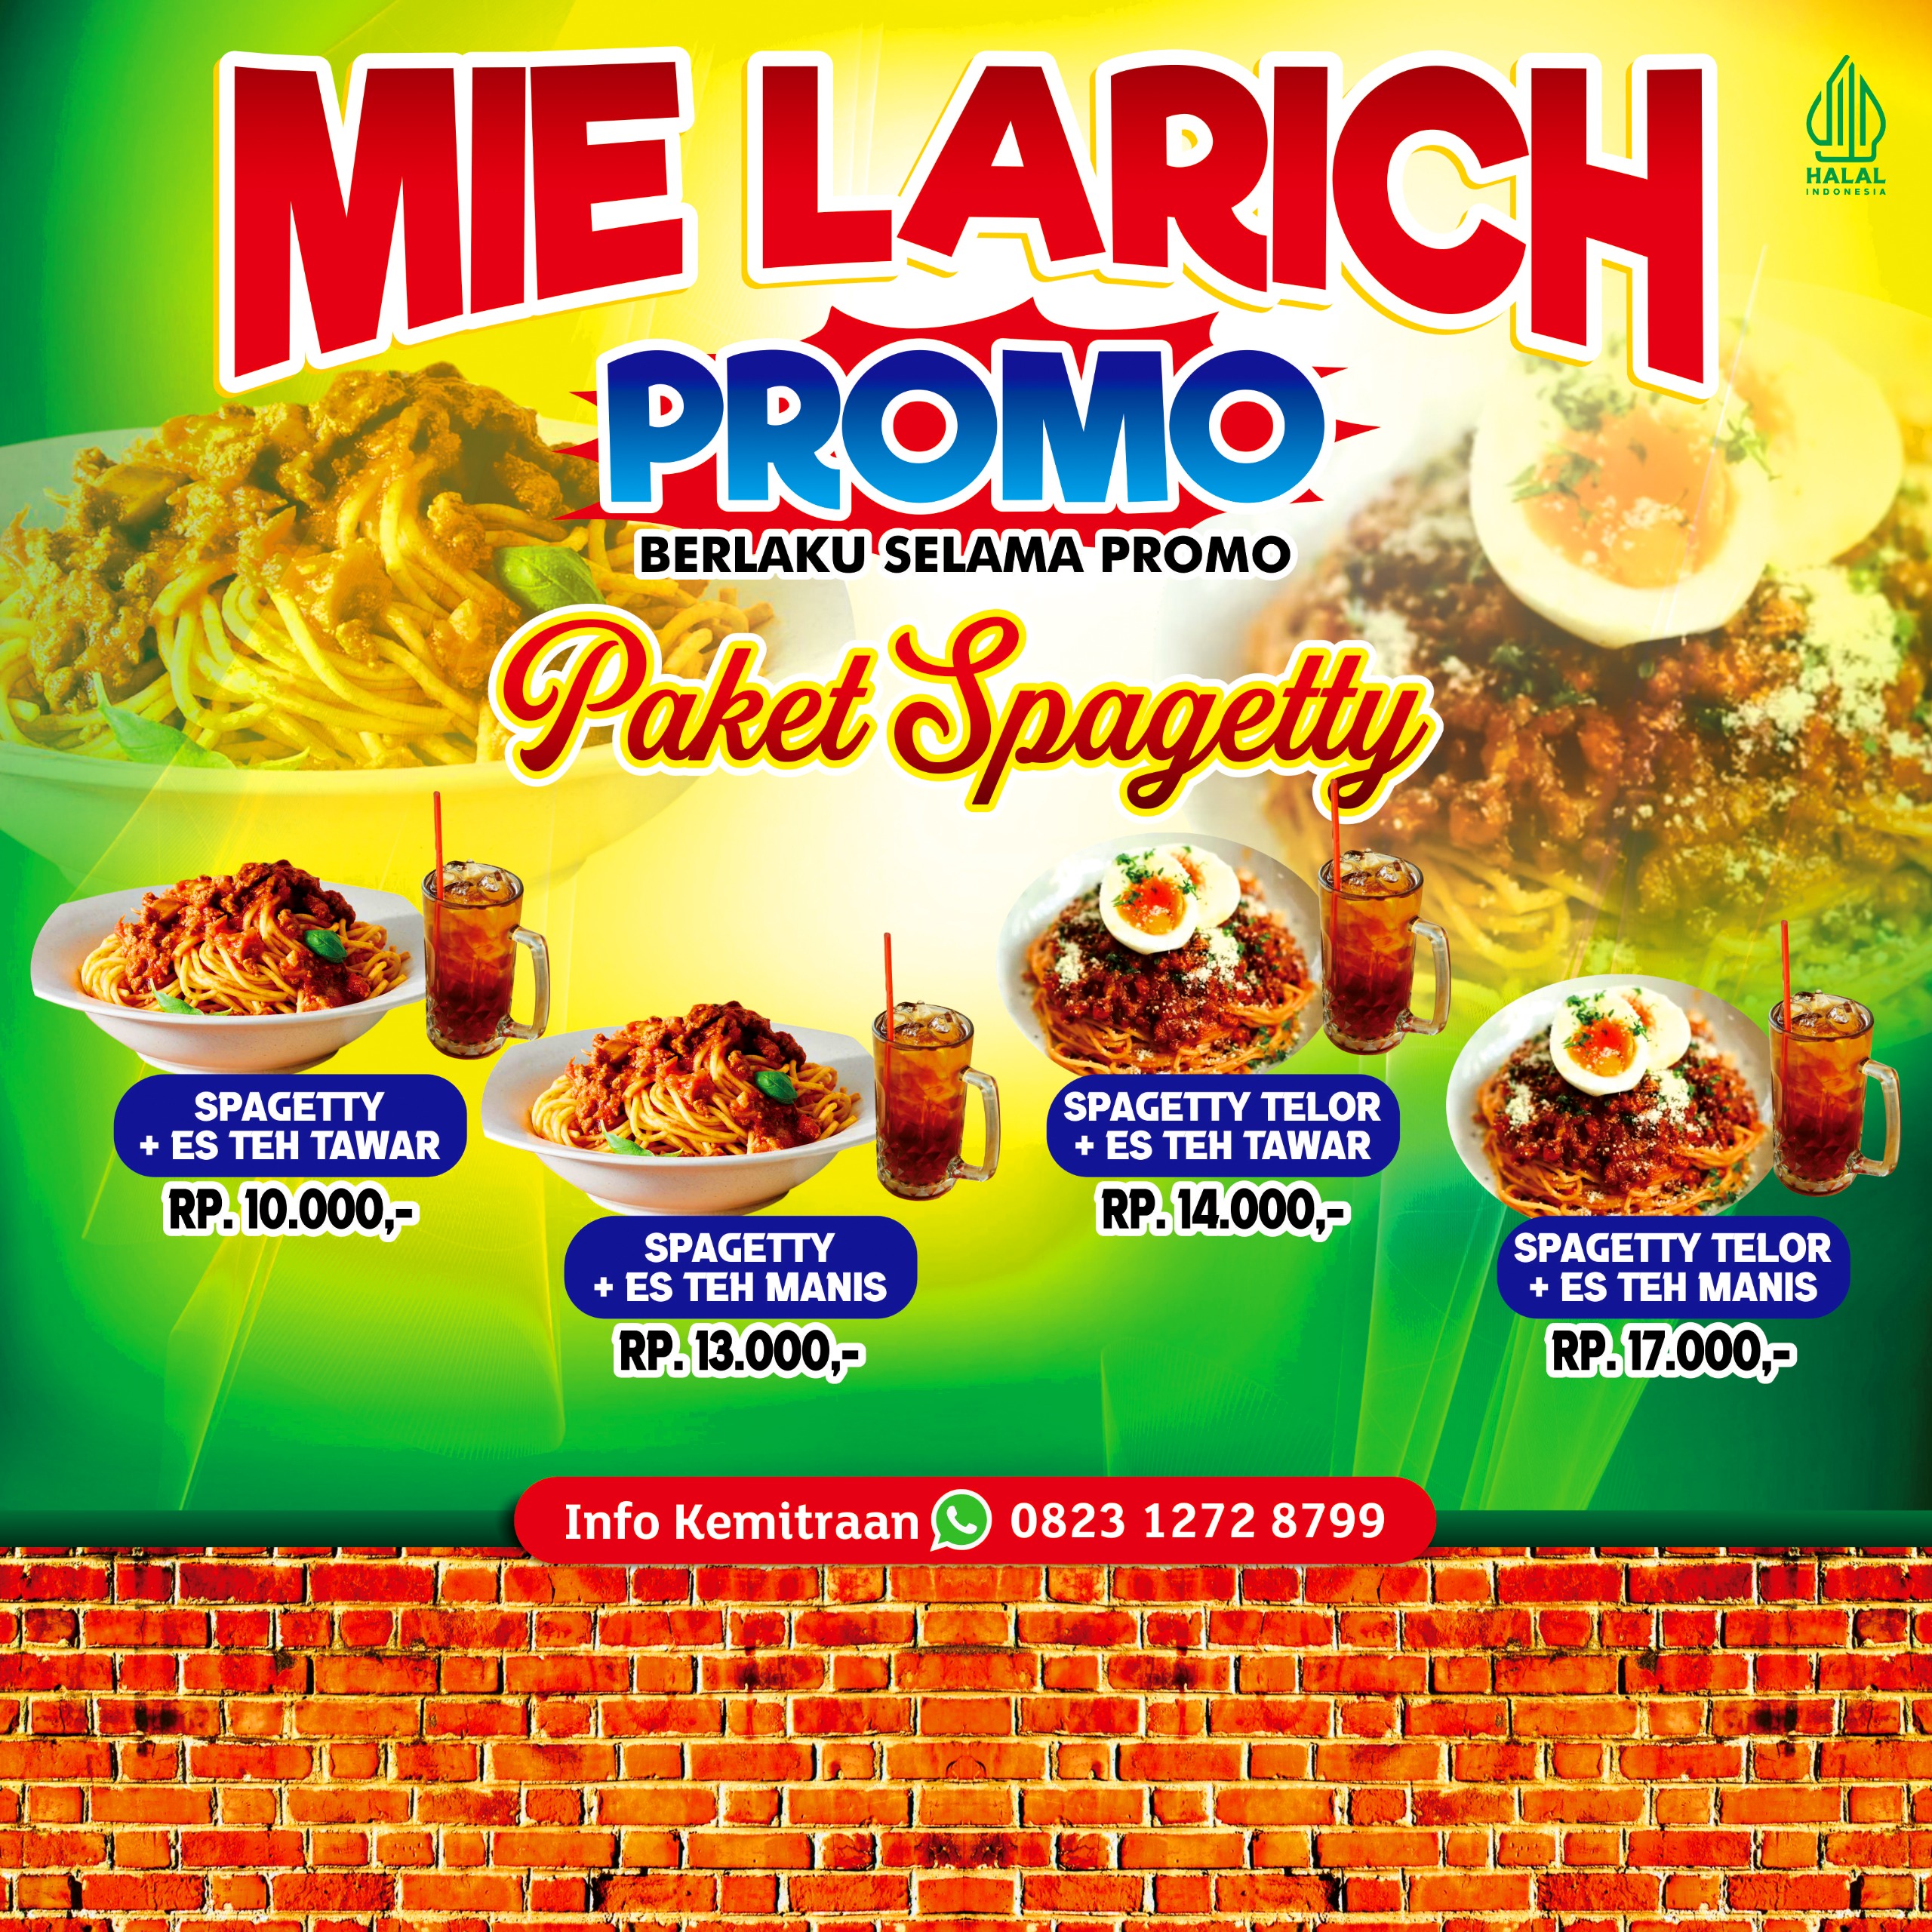 MIE LARICH
HALAL
INDONESIA
PROMO
BERLAKU SELAMA PROMO
Paket Spagetty
SPAGETTY
+ ES TEH TAWAR
RP. 10.000,-
SPAGETTY
+ ES TEH MANIS
RP. 13.000,-
SPAGETTY TELOR
+ ES TEH TAWAR
RP. 14.000,-
SPAGETTY TELOR
+ ES TEH MANIS
RP. 17.000,-
Info Kemitraan 0823 1272 8799